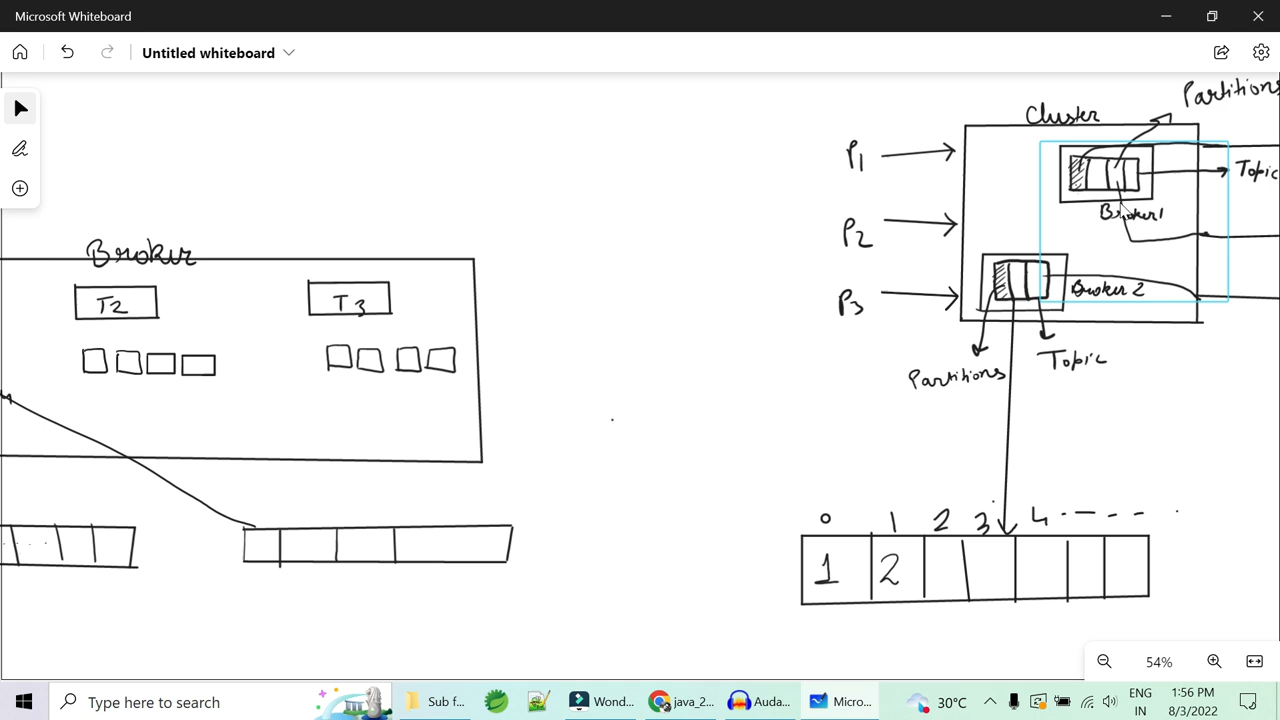 Microsoft Whiteboard
Untitled whiteboard
Partitions
Cluster
P1
Topic
Broker1
P2
Broker
T2
T3
P3
Broker 2
Topic
Partitions
0 1 2 3 4 - - - -
1 2
54%
Type here to search
Sub f...
Wond...
java_2...
Auda...
Micro...
30°C
ENG
IN
1:56 PM
8/3/2022